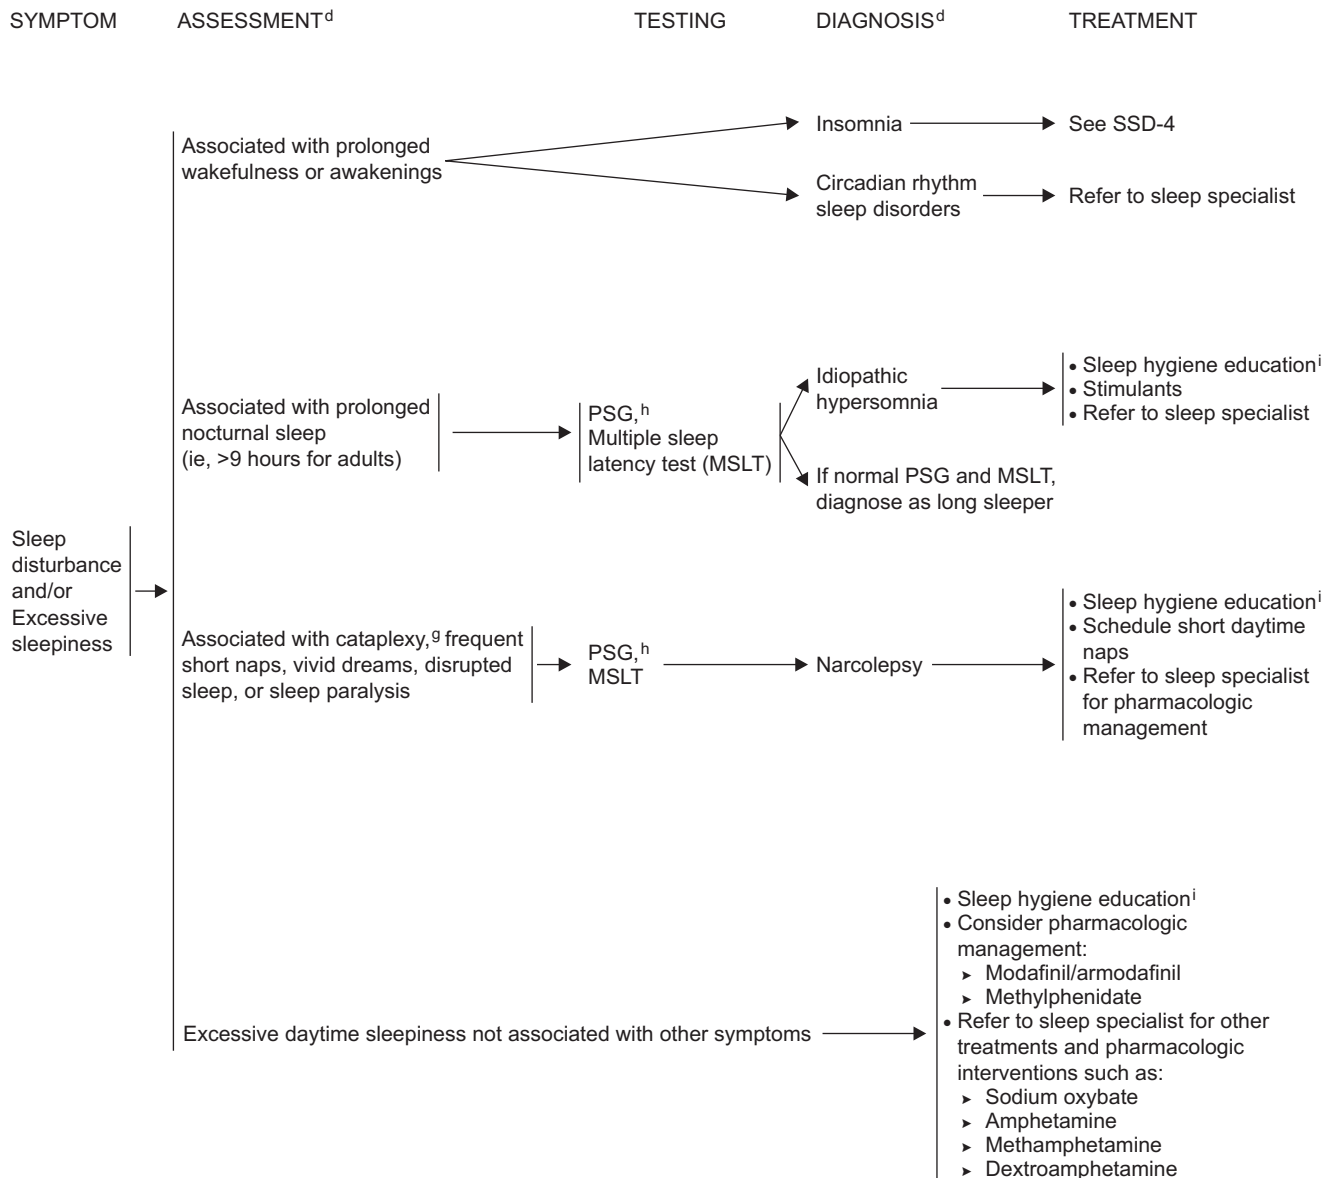 SYMPTOM ASSESSMENTd TESTING DIAGNOSISd TREATMENT
Associated with prolonged
wakefulness or awakenings
Insomnia
See SSD-4
Circadian rhythm
sleep disorders
Refer to sleep specialist
Associated with prolonged
nocturnal sleep
(ie, >9 hours for adults)
PSG,h
Multiple sleep
latency test (MSLT)
Idiopathic
hypersomnia
• Sleep hygiene educationi
• Stimulants
• Refer to sleep specialist
If normal PSG and MSLT,
diagnose as long sleeper
Sleep
disturbance
and/or
Excessive
sleepiness
Associated with cataplexy,g frequent
short naps, vivid dreams, disrupted
sleep, or sleep paralysis
PSG,h
MSLT
Narcolepsy
• Sleep hygiene educationi
• Schedule short daytime
naps
• Refer to sleep specialist
for pharmacologic
management
Excessive daytime sleepiness not associated with other symptoms
• Sleep hygiene educationi
• Consider pharmacologic
management:
➤ Modafinil/armodafinil
➤ Methylphenidate
• Refer to sleep specialist for other
treatments and pharmacologic
interventions such as:
➤ Sodium oxybate
➤ Amphetamine
➤ Methamphetamine
➤ Dextroamphetamine